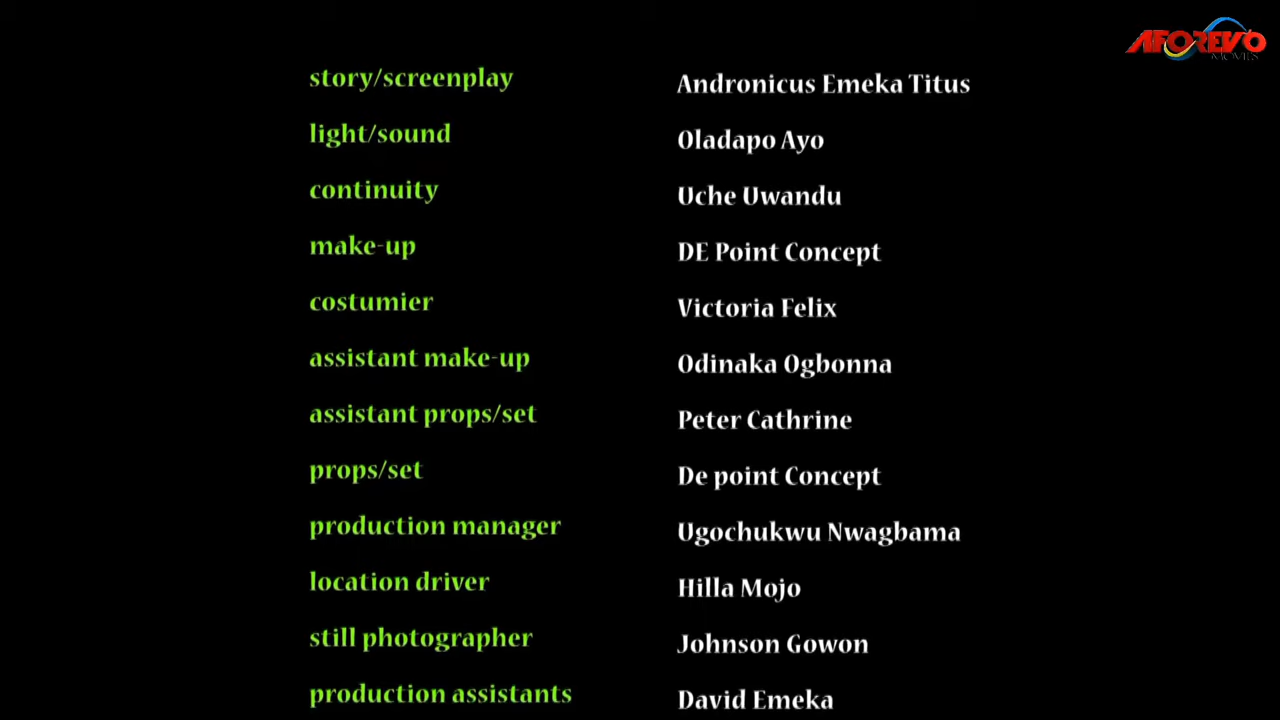 AFOREVO
MOVIES
story/screenplay Andronicus Emeka Titus
light/sound Oladapo Ayo
continuity Uche Uwandu
make-up DE Point Concept
costumier Victoria Felix
assistant make-up Odinaka Ogbonna
assistant props/set Peter Cathrine
props/set De point Concept
production manager Ugochukwu Nwagbama
location driver Hilla Mojo
still photographer Johnson Gowon
production assistants David Emeka